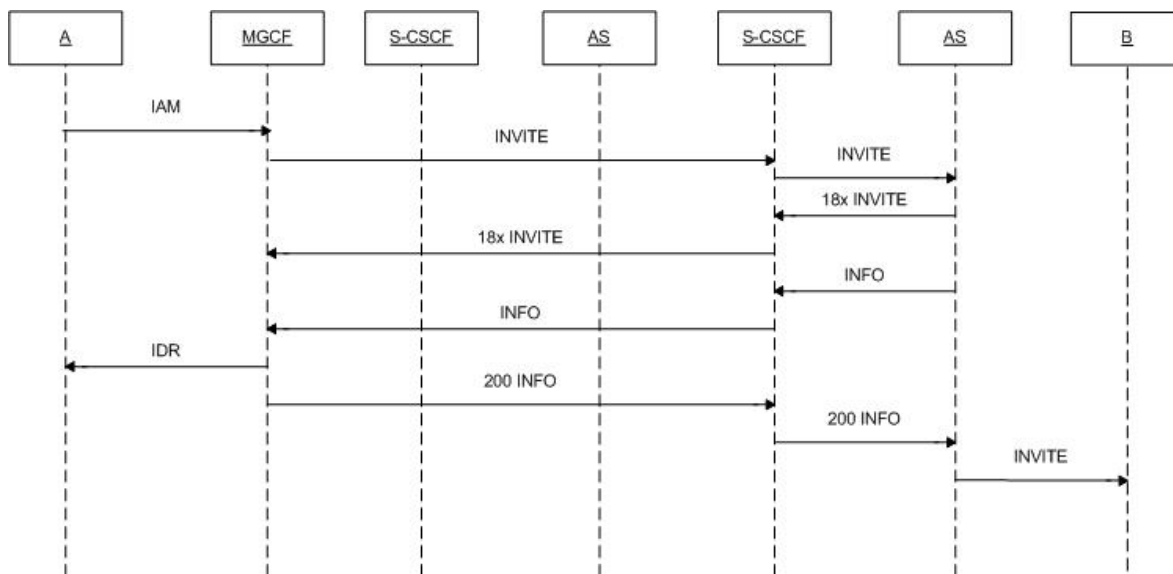 A
MGCF
S-CSCF
AS
S-CSCF
AS
B
IAM
INVITE
INVITE
18x INVITE
18x INVITE
INFO
INFO
IDR
200 INFO
200 INFO
INVITE